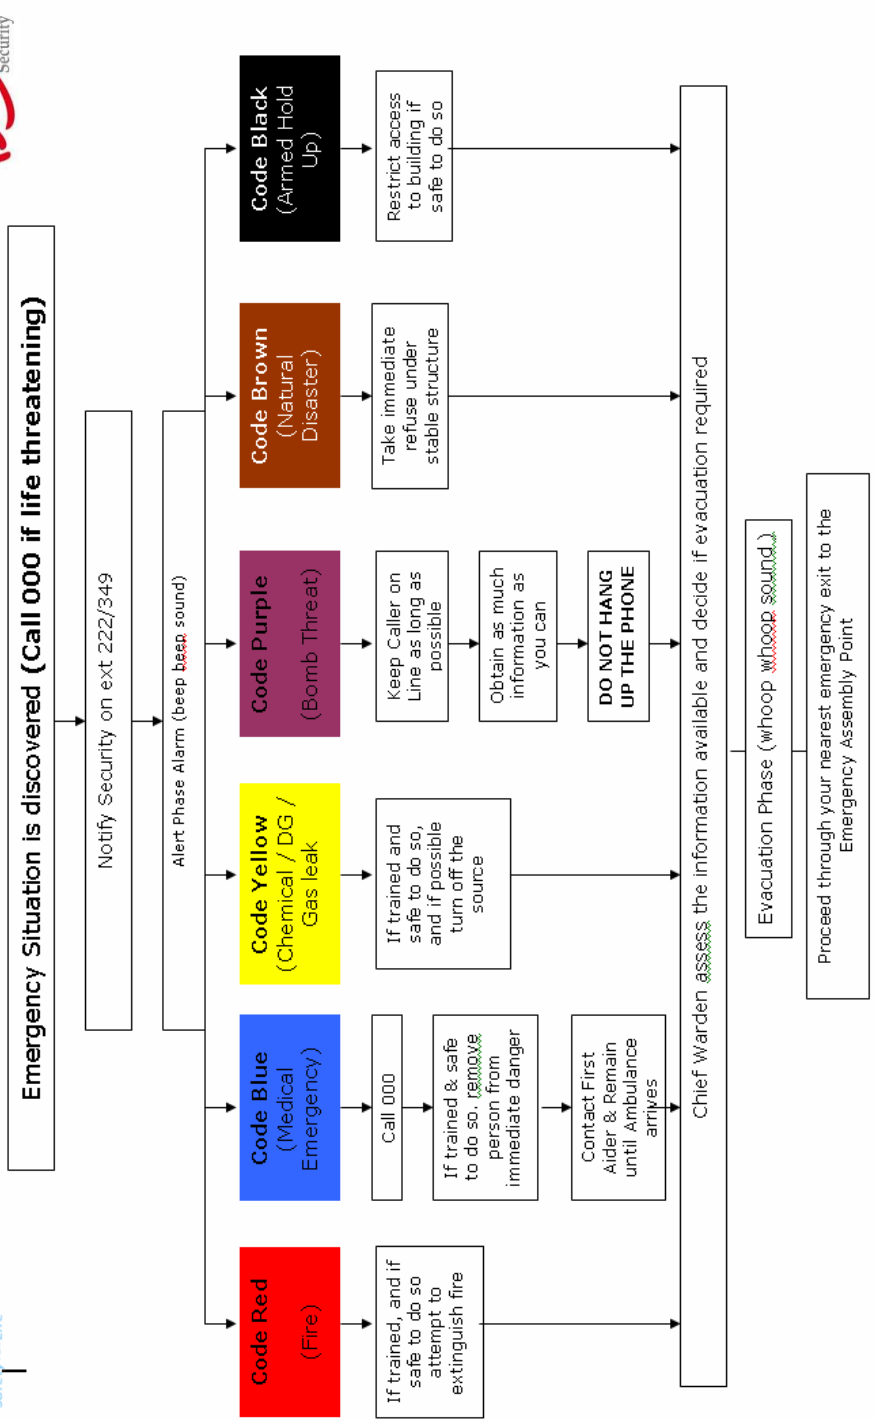 Security
Emergency Situation is discovered (Call 000 if life threatening)
Notify Security on ext 222/349
Alert Phase Alarm (beep beep sound)
Code Red
(Fire)
If trained, and if
safe to do so
attempt to
extinguish fire
Code Blue
(Medical
Emergency)
Call 000
If trained & safe
to do so. remove
person from
immediate danger
Contact First
Aider & Remain
until Ambulance
arrives
Code Yellow
(Chemical / DG /
Gas leak
If trained and
safe to do so,
and if possible
turn off the
source
Code Purple
(Bomb Threat)
Keep Caller on
Line as long as
possible
Obtain as much
information as
you can
DO NOT HANG
UP THE PHONE
Code Brown
(Natural
Disaster)
Take immediate
refuse under
stable structure
Code Black
(Armed Hold
Up)
Restrict access
to building if
safe to do so
Chief Warden assess the information available and decide if evacuation required
Evacuation Phase (whoop whoop sound.)
Proceed through your nearest emergency exit to the
Emergency Assembly Point